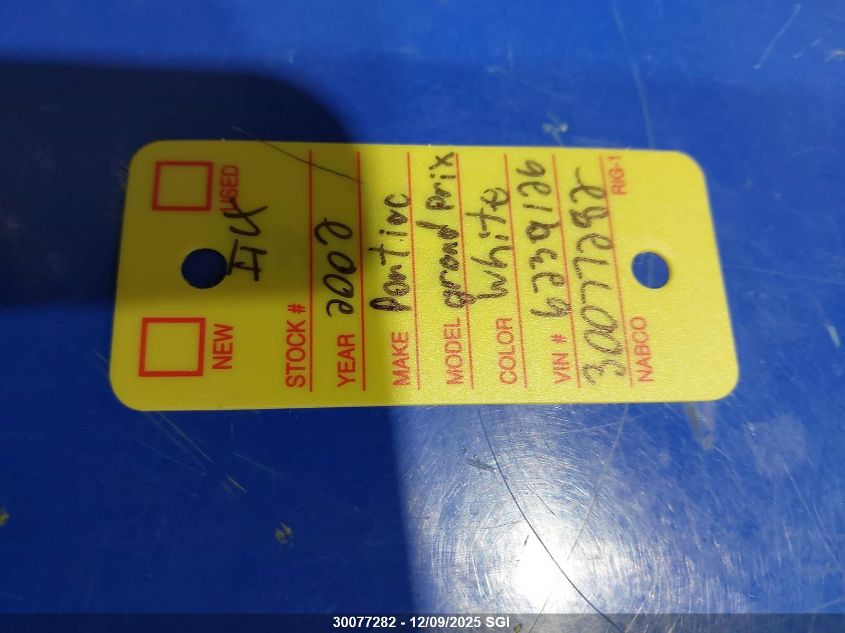 NEW USED
STOCK #
YEAR 2002
MAKE Pontiac
MODEL grand prix
COLOR White
VIN # 6239126
30077282
NABCO RIG-1
30077282 - 12/09/2025 SGI